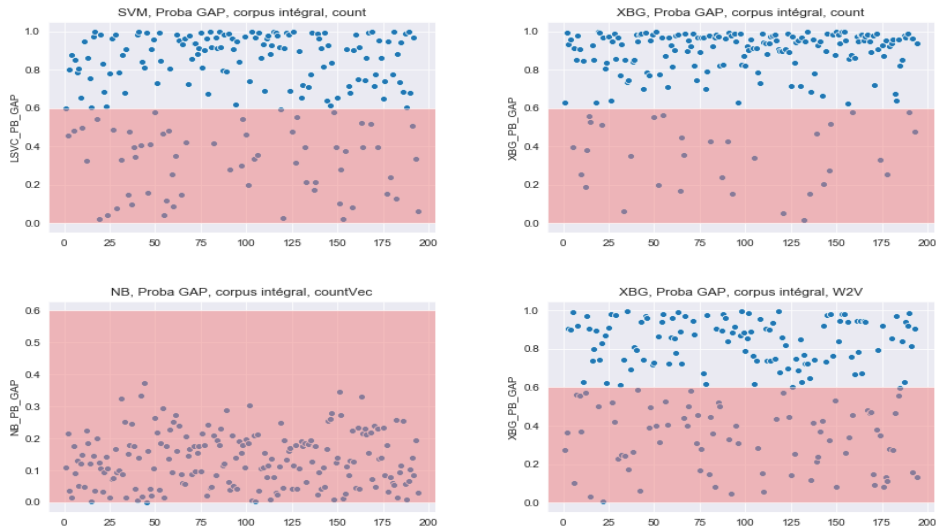 SVM, Proba GAP, corpus intégral, count
LSVC_PB_GAP
1.0
0.8
0.6
0.4
0.2
0.0
0 25 50 75 100 125 150 175 200
XBG, Proba GAP, corpus intégral, count
XBG_PB_GAP
1.0
0.8
0.6
0.4
0.2
0.0
0 25 50 75 100 125 150 175 200
NB, Proba GAP, corpus intégral, countVec
NB_PB_GAP
0.6
0.5
0.4
0.3
0.2
0.1
0.0
0 25 50 75 100 125 150 175 200
XBG, Proba GAP, corpus intégral, W2V
XBG_PB_GAP
1.0
0.8
0.6
0.4
0.2
0.0
0 25 50 75 100 125 150 175 200